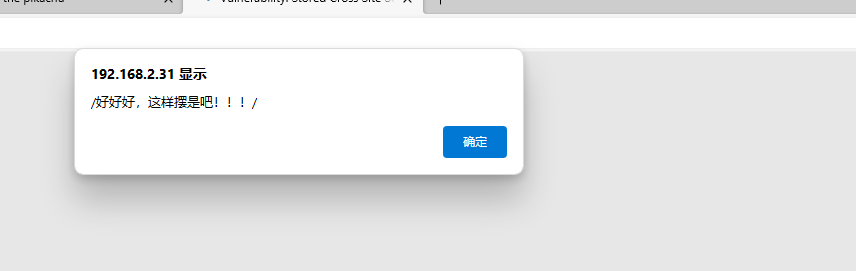 the pikachu
Vulnerability: Stored Cross Site
192.168.2.31 显示
/好好好，这样摆是吧！！！/
确定